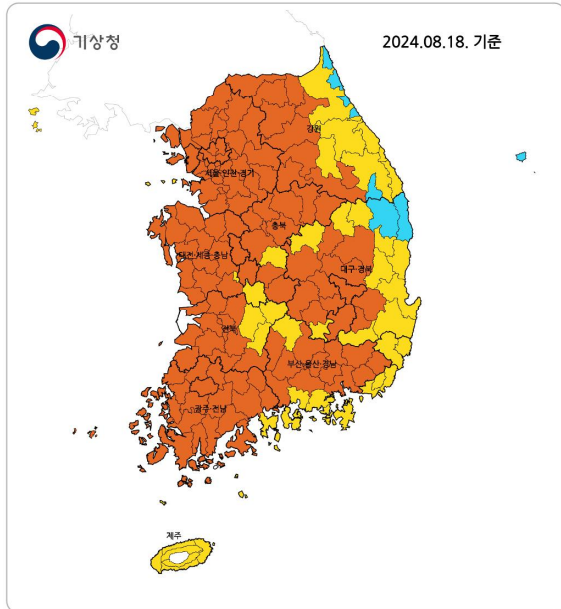 기상청
2024.08.18. 기준
강원
서울·인천·경기
충북
대전·세종·충남
대구·경북
전북
부산·울산·경남
광주·전남
제주